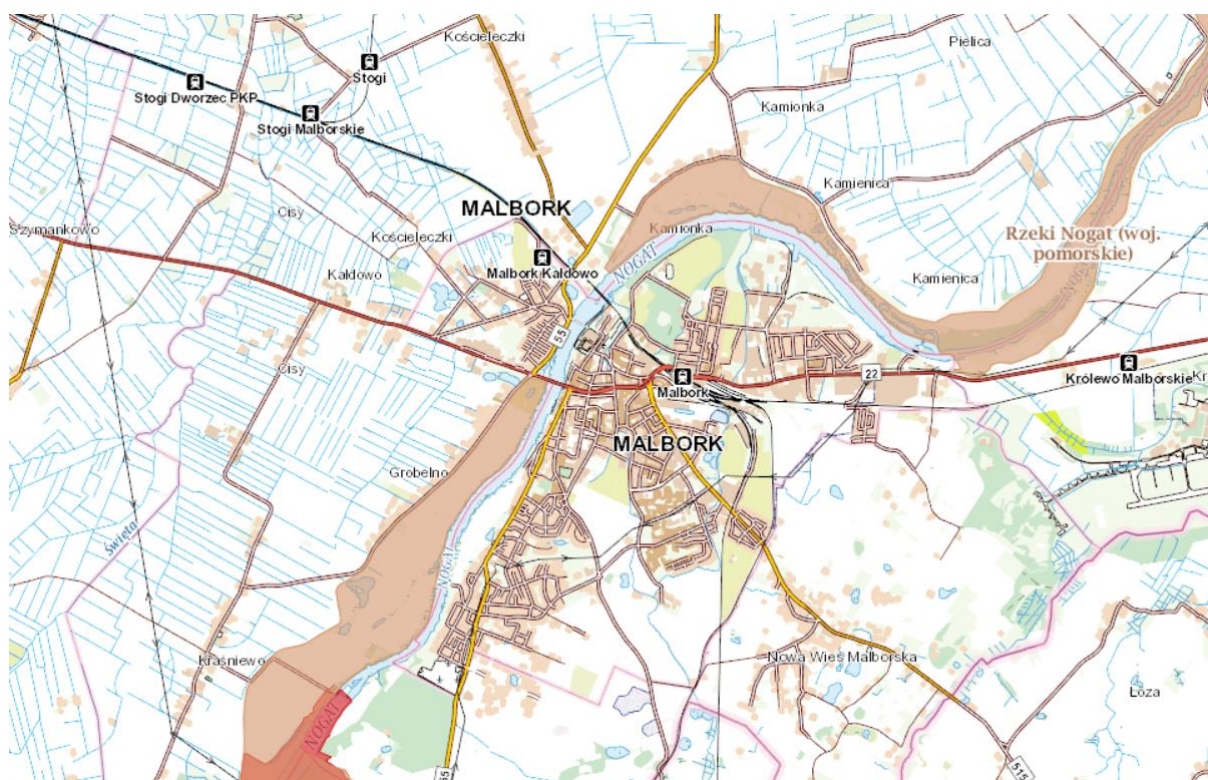 Kościeleczki
Pielica
Stogi
Stogi Dworzec PKP
Kamionka
Stogi Malborskie
Kamienica
Cisy
MALBORK
Szymankowo
Kościeleczki
Kamionka
Rzeki Nogat (woj.
pomorskie)
Malbork Kałdowo
NOGAT
Kałdowo
Kamienica
NOGAT
55
Cisy
22
Królewo Malborskie
Malbork
MALBORK
Grobelno
Święta
NOGAT
Kraśniewo
Nowa Wieś Malborska
Łoza
NOGAT
55
515